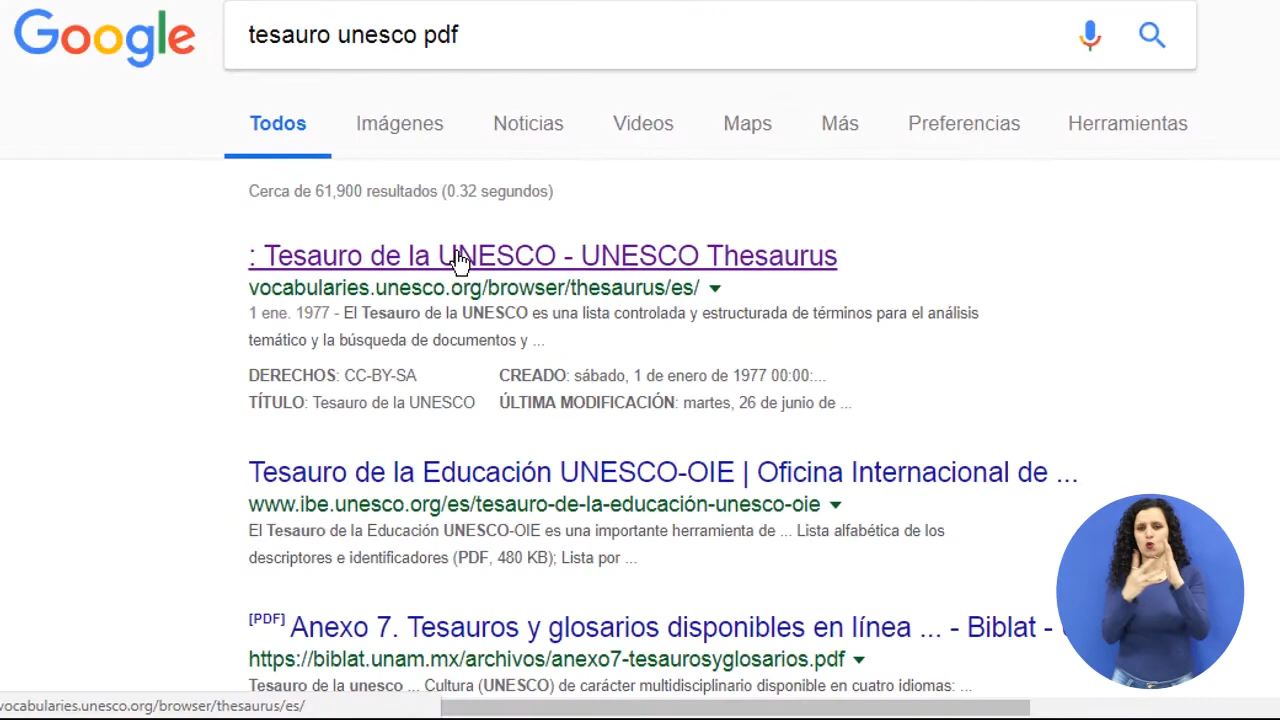 Google
tesauro unesco pdf
Todos Imágenes Noticias Videos Maps Más Preferencias Herramientas
Cerca de 61,900 resultados (0.32 segundos)
: Tesauro de la UNESCO - UNESCO Thesaurus
vocabularies.unesco.org/browser/thesaurus/es/
1 ene. 1977 - El Tesauro de la UNESCO es una lista controlada y estructurada de términos para el análisis
temático y la búsqueda de documentos y ...
DERECHOS: CC-BY-SA CREADO: sábado, 1 de enero de 1977 00:00:...
TÍTULO: Tesauro de la UNESCO ÚLTIMA MODIFICACIÓN: martes, 26 de junio de ...
Tesauro de la Educación UNESCO-OIE | Oficina Internacional de ...
www.ibe.unesco.org/es/tesauro-de-la-educación-unesco-oie
El Tesauro de la Educación UNESCO-OIE es una importante herramienta de ... Lista alfabética de los
descriptores e identificadores (PDF, 480 KB); Lista por ...
[PDF] Anexo 7. Tesauros y glosarios disponibles en línea ... - Biblat -
https://biblat.unam.mx/archivos/anexo7-tesaurosyglosarios.pdf
Tesauro de la unesco ... Cultura (UNESCO) de carácter multidisciplinario disponible en cuatro idiomas: ...
vocabularies.unesco.org/browser/thesaurus/es/